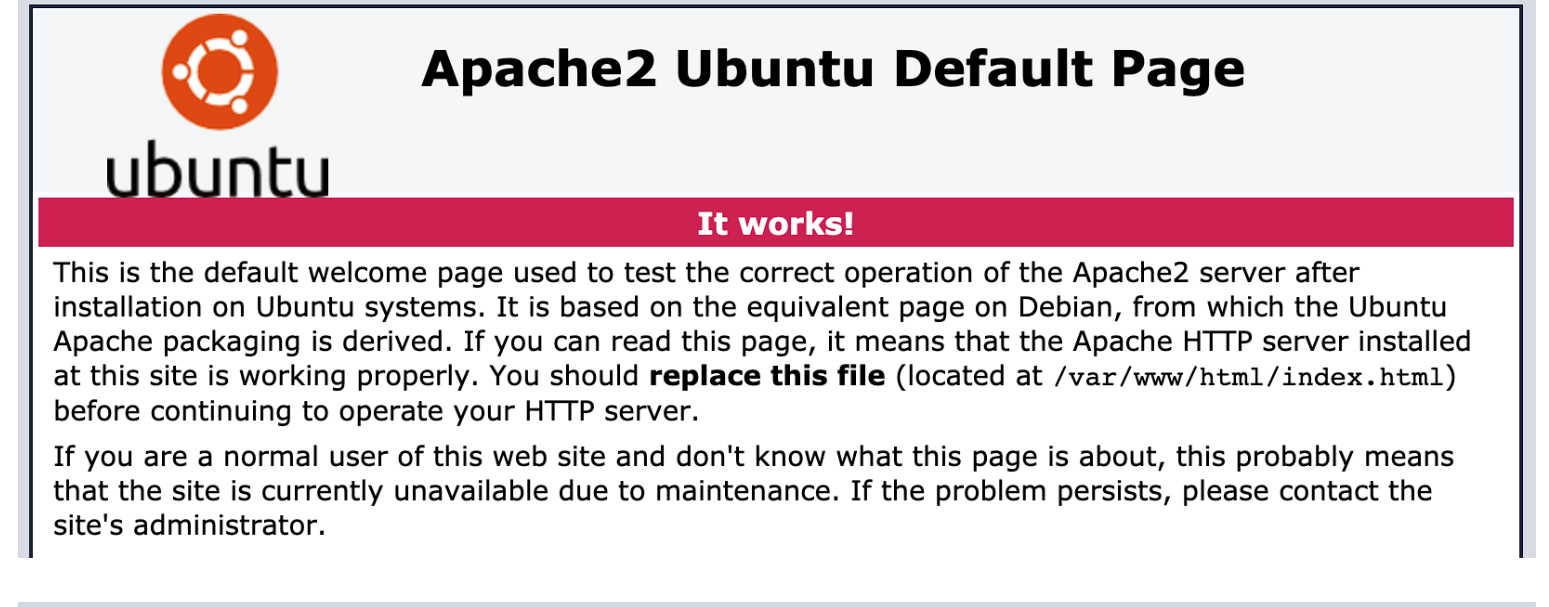 Apache2 Ubuntu Default Page
ubuntu
It works!
This is the default welcome page used to test the correct operation of the Apache2 server after
installation on Ubuntu systems. It is based on the equivalent page on Debian, from which the Ubuntu
Apache packaging is derived. If you can read this page, it means that the Apache HTTP server installed
at this site is working properly. You should replace this file (located at /var/www/html/index.html)
before continuing to operate your HTTP server.
If you are a normal user of this web site and don't know what this page is about, this probably means
that the site is currently unavailable due to maintenance. If the problem persists, please contact the
site's administrator.